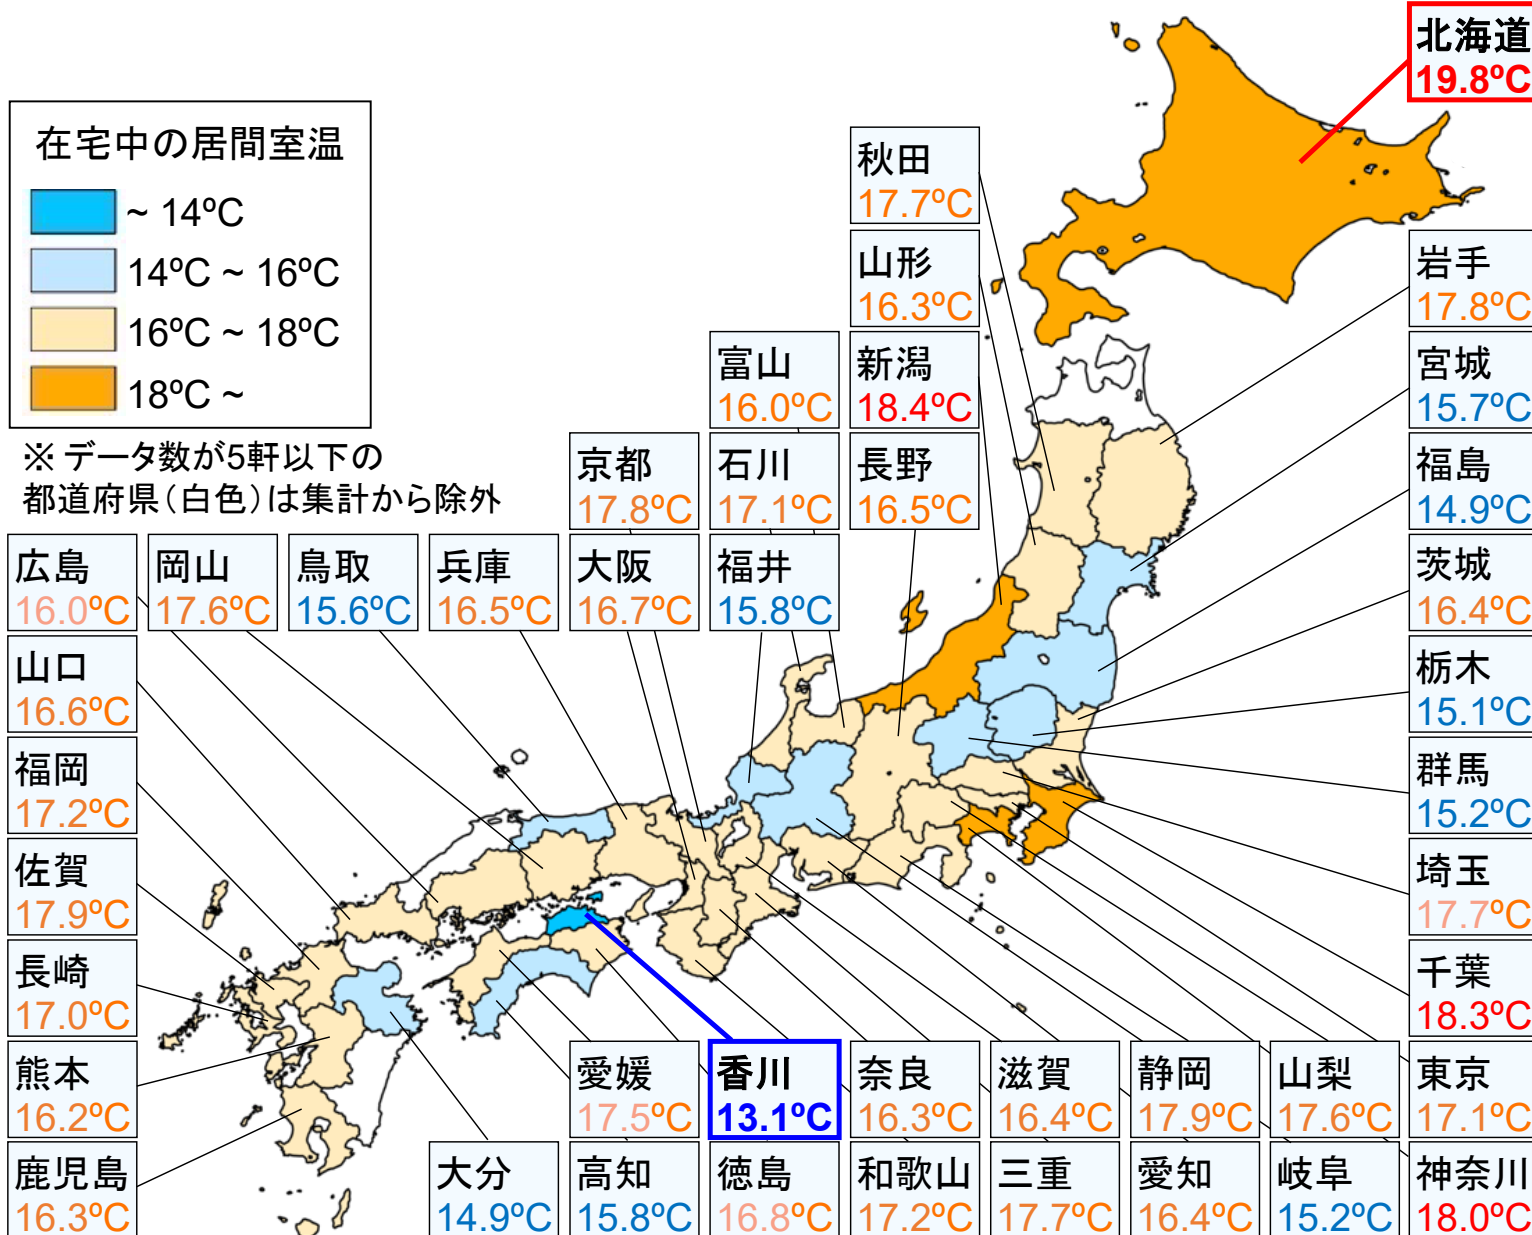 北海道
19.8ºC
在宅中の居間室温
~ 14ºC
14ºC ~ 16ºC
16ºC ~ 18ºC
18ºC ~
※ データ数が5軒以下の
都道府県（白色）は集計から除外
秋田
17.7ºC
山形
16.3ºC
岩手
17.8ºC
富山
16.0ºC
新潟
18.4ºC
宮城
15.7ºC
京都
17.8ºC
石川
17.1ºC
長野
16.5ºC
福島
14.9ºC
広島
16.0ºC
岡山
17.6ºC
鳥取
15.6ºC
兵庫
16.5ºC
大阪
16.7ºC
福井
15.8ºC
茨城
16.4ºC
山口
16.6ºC
栃木
15.1ºC
福岡
17.2ºC
群馬
15.2ºC
佐賀
17.9ºC
埼玉
17.7ºC
長崎
17.0ºC
千葉
18.3ºC
熊本
16.2ºC
愛媛
17.5ºC
香川
13.1ºC
奈良
16.3ºC
滋賀
16.4ºC
静岡
17.9ºC
山梨
17.6ºC
東京
17.1ºC
鹿児島
16.3ºC
大分
14.9ºC
高知
15.8ºC
徳島
16.8ºC
和歌山
17.2ºC
三重
17.7ºC
愛知
16.4ºC
岐阜
15.2ºC
神奈川
18.0ºC